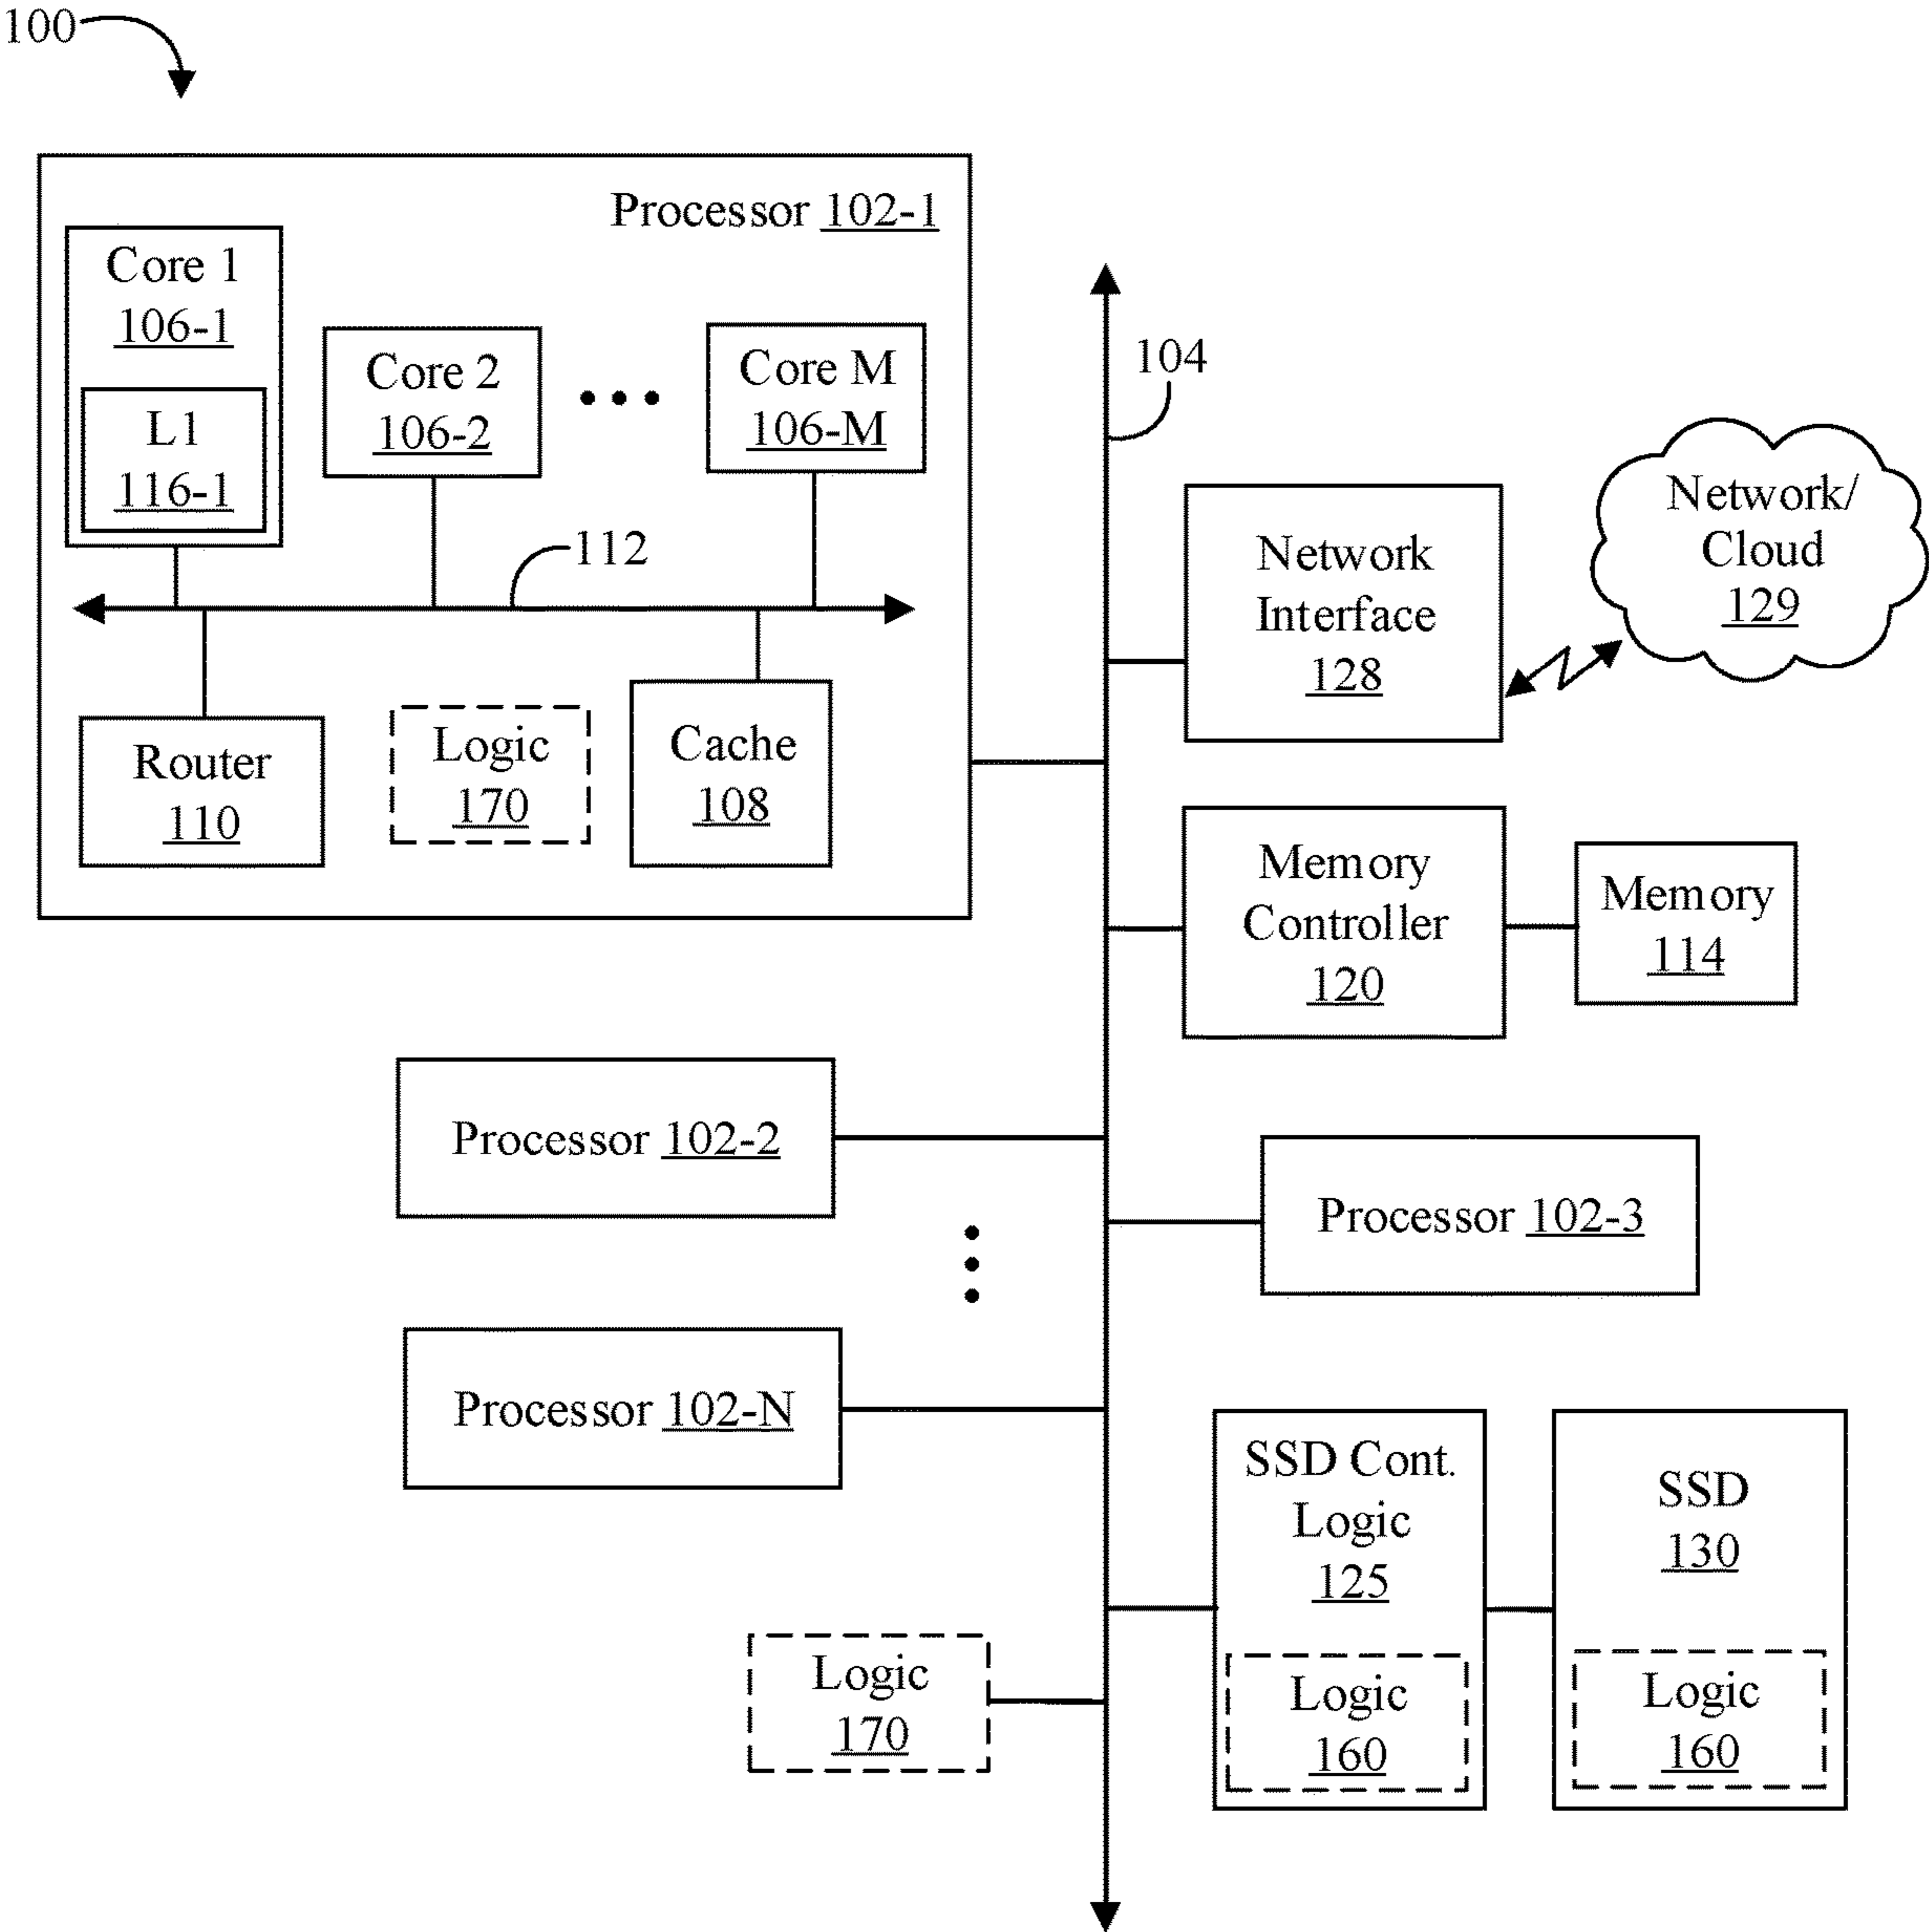 100
Processor 102-1
Core 1
106-1
L1
116-1
Core 2
106-2
Core M
106-M
112
Router
110
Logic
170
Cache
108
104
Network
Interface
128
Network/
Cloud
129
Memory
Controller
120
Memory
114
Processor 102-2
Processor 102-3
Processor 102-N
SSD Cont.
Logic
125
Logic
160
SSD
130
Logic
160
Logic
170